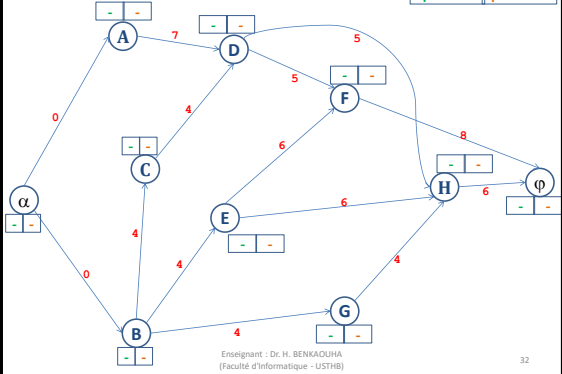 - -
- -
A
7
D
5
5
- -
F
4
0
6
8
- -
C
- -
H
6
φ
α
- -
- -
6
E
4
- -
4
4
0
G
B
4
- -
- -
Enseignant : Dr. H. BENKAOUHA
(Faculté d'Informatique - USTHB)
32